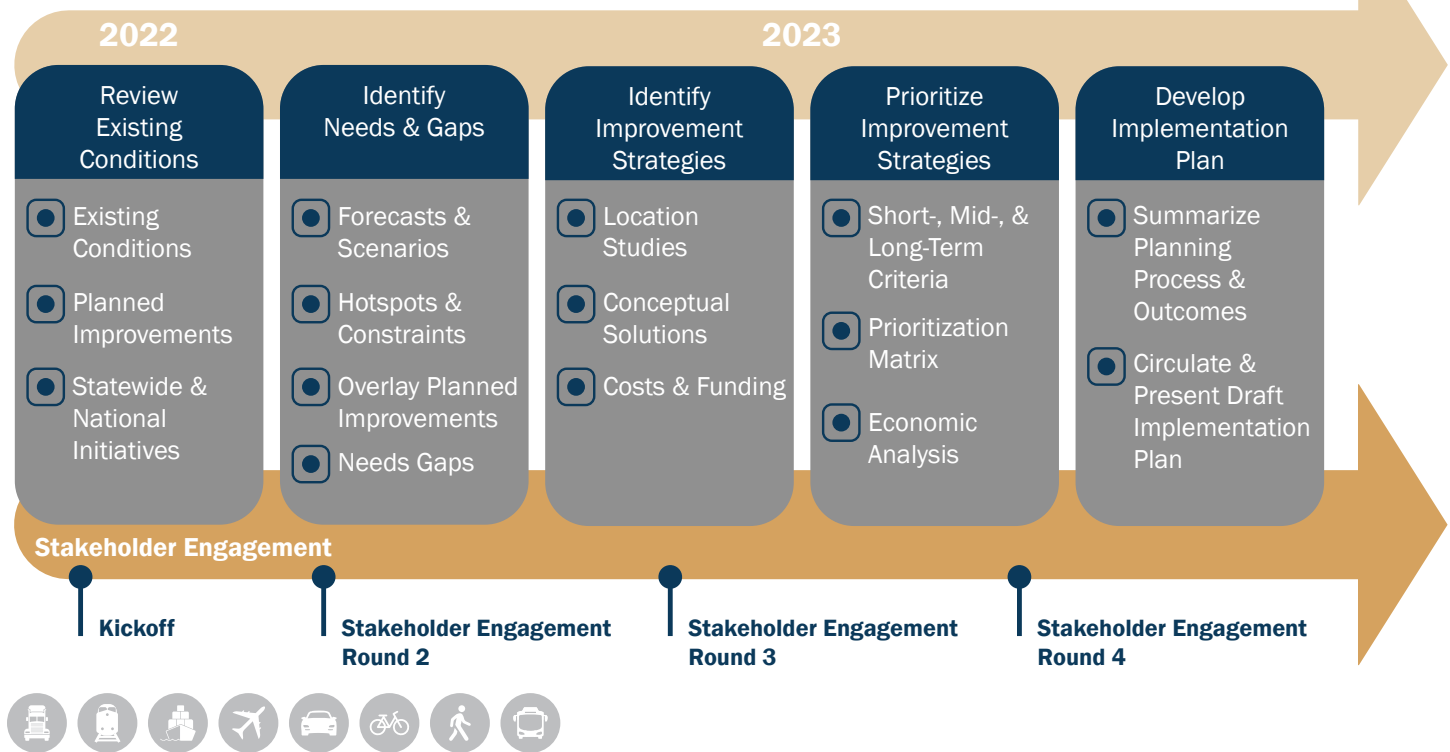 2022
2023
Review
Existing
Conditions
Existing
Conditions
Planned
Improvements
Statewide &
National
Initiatives
Identify
Needs & Gaps
Forecasts &
Scenarios
Hotspots &
Constraints
Overlay Planned
Improvements
Needs Gaps
Identify
Improvement
Strategies
Location
Studies
Conceptual
Solutions
Costs & Funding
Prioritize
Improvement
Strategies
Short-, Mid-, &
Long-Term
Criteria
Prioritization
Matrix
Economic
Analysis
Develop
Implementation
Plan
Summarize
Planning
Process &
Outcomes
Circulate &
Present Draft
Implementation
Plan
Stakeholder Engagement
Kickoff
Stakeholder Engagement
Round 2
Stakeholder Engagement
Round 3
Stakeholder Engagement
Round 4